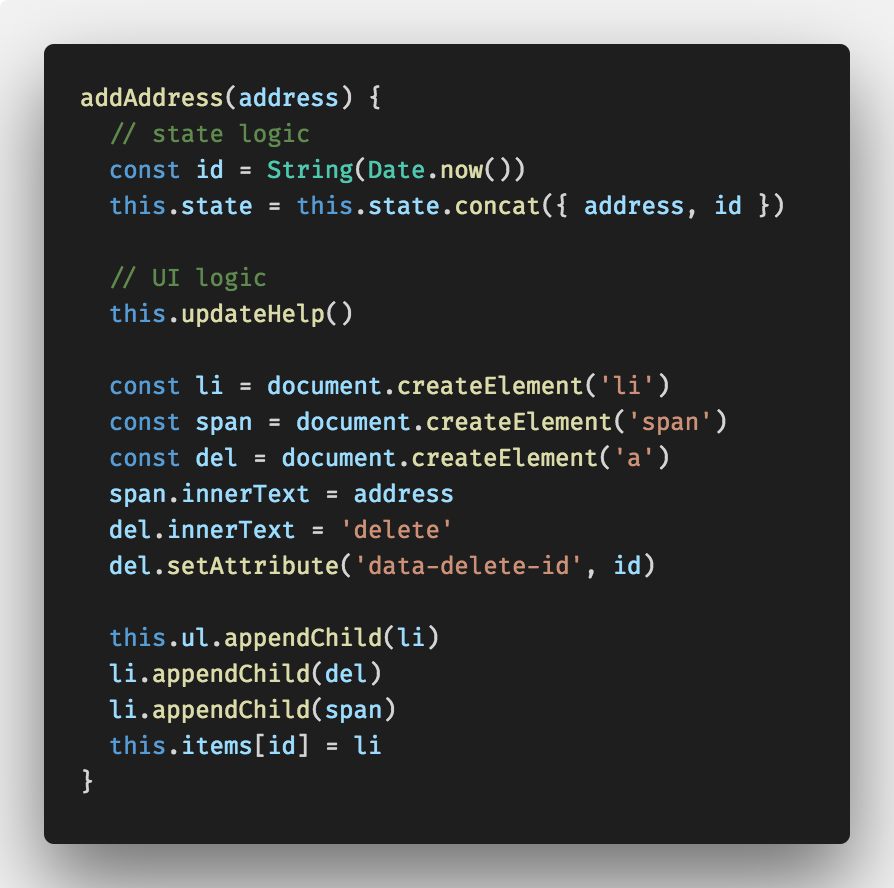 addAddress(address) {
  // state logic
  const id = String(Date.now())
  this.state = this.state.concat({ address, id })

  // UI logic
  this.updateHelp()

  const li = document.createElement('li')
  const span = document.createElement('span')
  const del = document.createElement('a')
  span.innerText = address
  del.innerText = 'delete'
  del.setAttribute('data-delete-id', id)

  this.ul.appendChild(li)
  li.appendChild(del)
  li.appendChild(span)
  this.items[id] = li
}